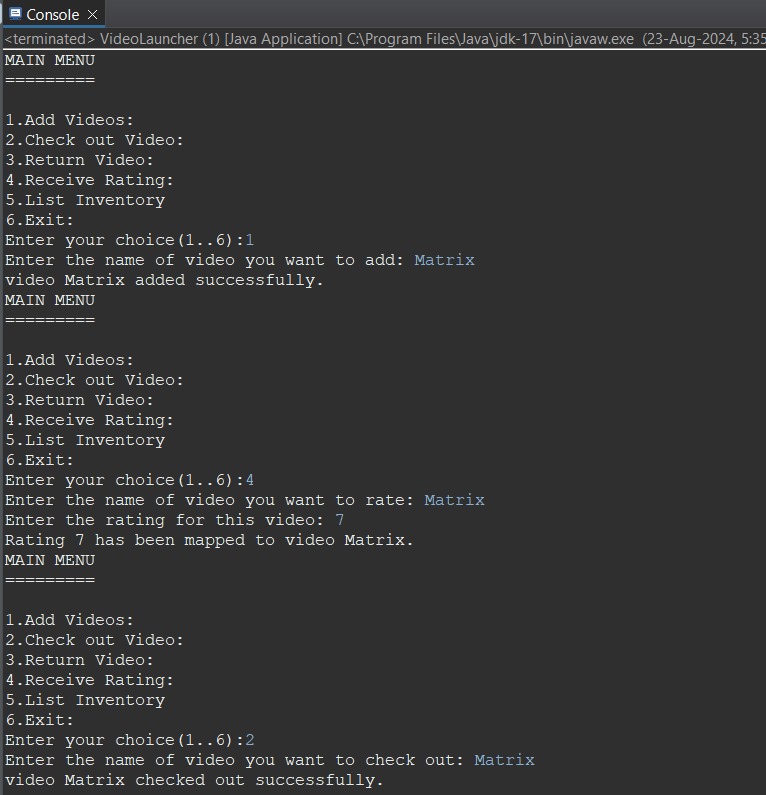 Console
<terminated> VideoLauncher (1) [Java Application] C:\Program Files\Java\jdk-17\bin\javaw.exe (23-Aug-2024, 5:35
MAIN MENU
=========
1.Add Videos:
2.Check out Video:
3.Return Video:
4.Receive Rating:
5.List Inventory
6.Exit:
Enter your choice(1..6):1
Enter the name of video you want to add: Matrix
video Matrix added successfully.
MAIN MENU
=========
1.Add Videos:
2.Check out Video:
3.Return Video:
4.Receive Rating:
5.List Inventory
6.Exit:
Enter your choice(1..6):4
Enter the name of video you want to rate: Matrix
Enter the rating for this video: 7
Rating 7 has been mapped to video Matrix.
MAIN MENU
=========
1.Add Videos:
2.Check out Video:
3.Return Video:
4.Receive Rating:
5.List Inventory
6.Exit:
Enter your choice(1..6):2
Enter the name of video you want to check out: Matrix
video Matrix checked out successfully.